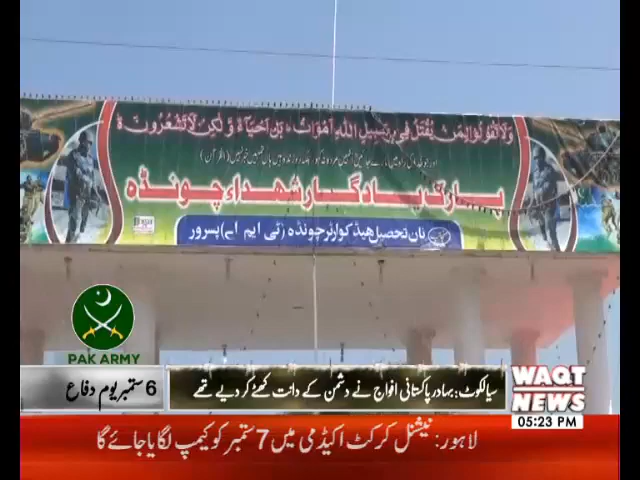 وَلَا تَقُولُوا لِمَنْ يُقْتَلُ فِي سَبِيلِ اللَّهِ أَمْوَاتٌ ۚ بَلْ أَحْيَاءٌ وَلَٰكِنْ لَا تَشْعُرُونَ
پارک یادگار شہداء چونڈہ
نان تحصیل ہیڈ کوارٹر چونڈہ (ٹی ایم اے) پسرور
PAK ARMY
6 ستمبر یوم دفاع
سیالکوٹ: بہادر پاکستانی افواج نے دشمن کے دانت کھٹے کر دیے تھے
WAQT
NEWS
05:23 PM
لاہور: نیشنل کرکٹ اکیڈمی میں 7 ستمبر کو کیمپ لگایا جائے گا